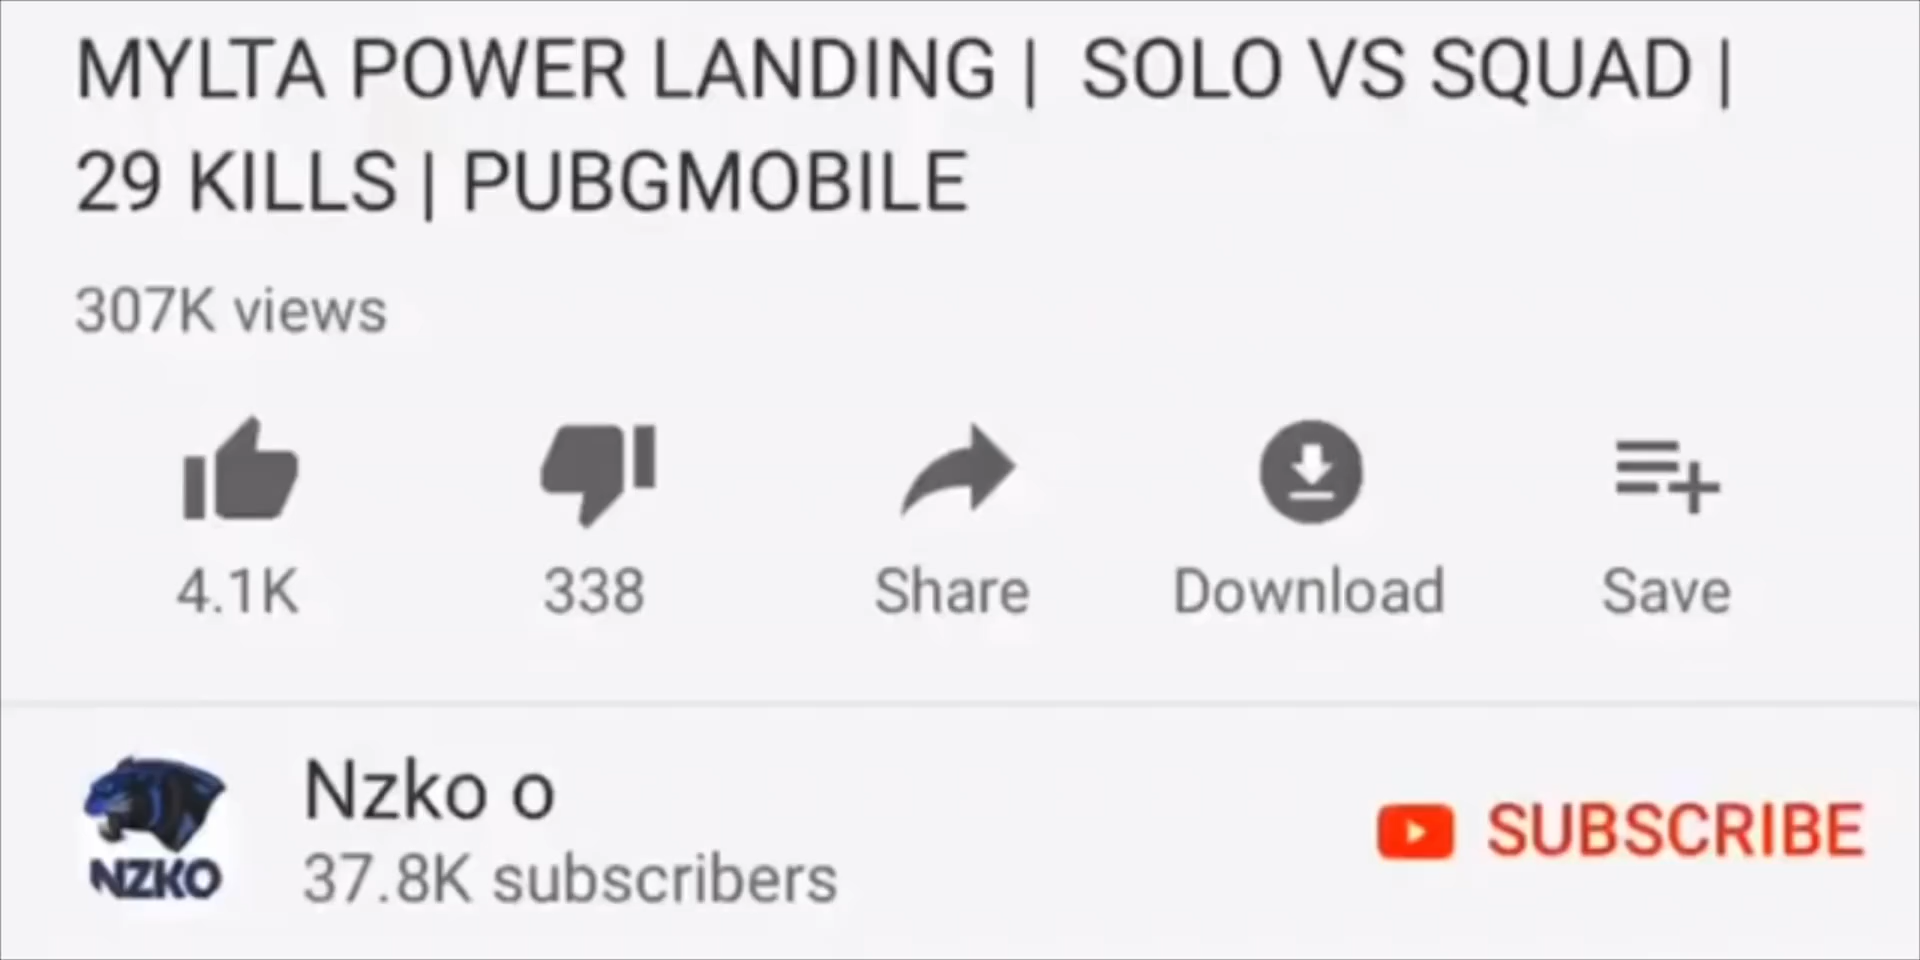 MYLTA POWER LANDING | SOLO VS SQUAD |
29 KILLS | PUBGMOBILE
307K views
4.1K 338 Share Download Save
Nzko o
37.8K subscribers
NZKO
SUBSCRIBE